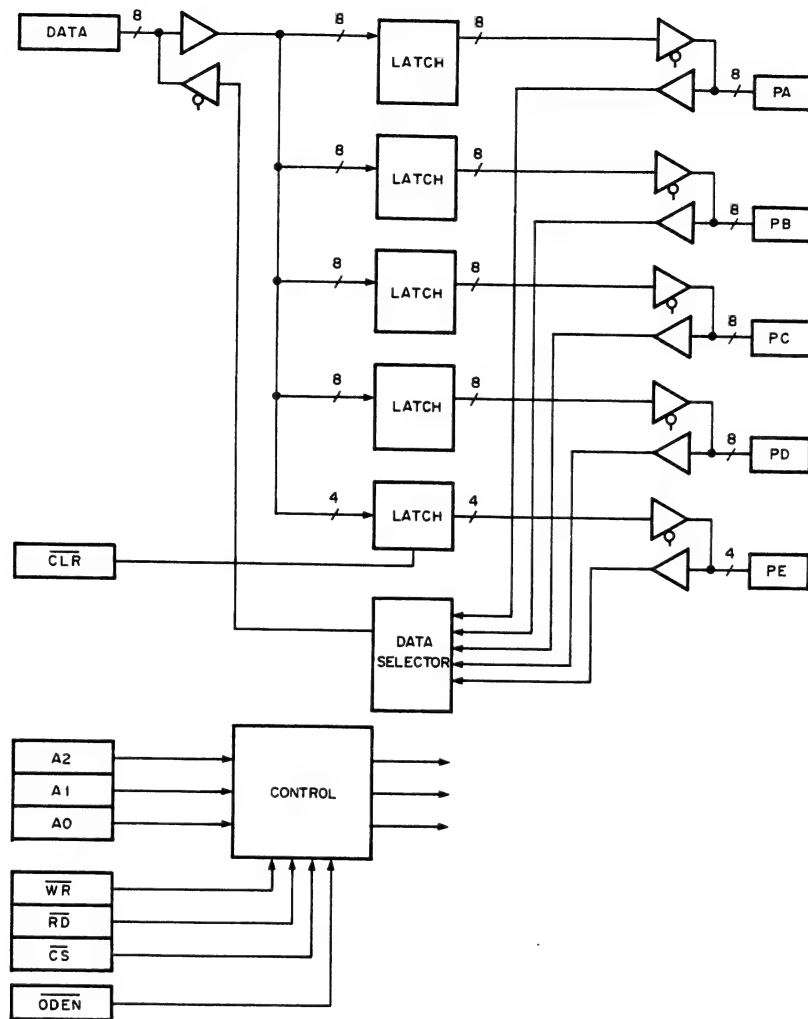 DATA 8 8 LATCH 8 8 PA
8 LATCH 8 8 PB
8 LATCH 8 8 PC
8 LATCH 8 8 PD
4 LATCH 4 4 PE
CLR
DATA
SELECTOR
A2
A1
A0
CONTROL
WR
RD
CS
ODEN